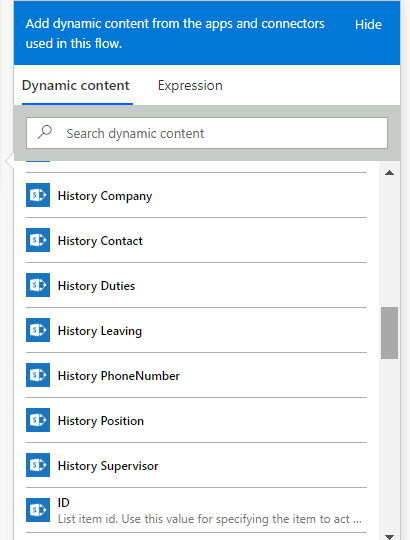 Add dynamic content from the apps and connectors
used in this flow.
Hide
Dynamic content
Expression
Search dynamic content
History Company
History Contact
History Duties
History Leaving
History PhoneNumber
History Position
History Supervisor
ID
List item id. Use this value for specifying the item to act ...